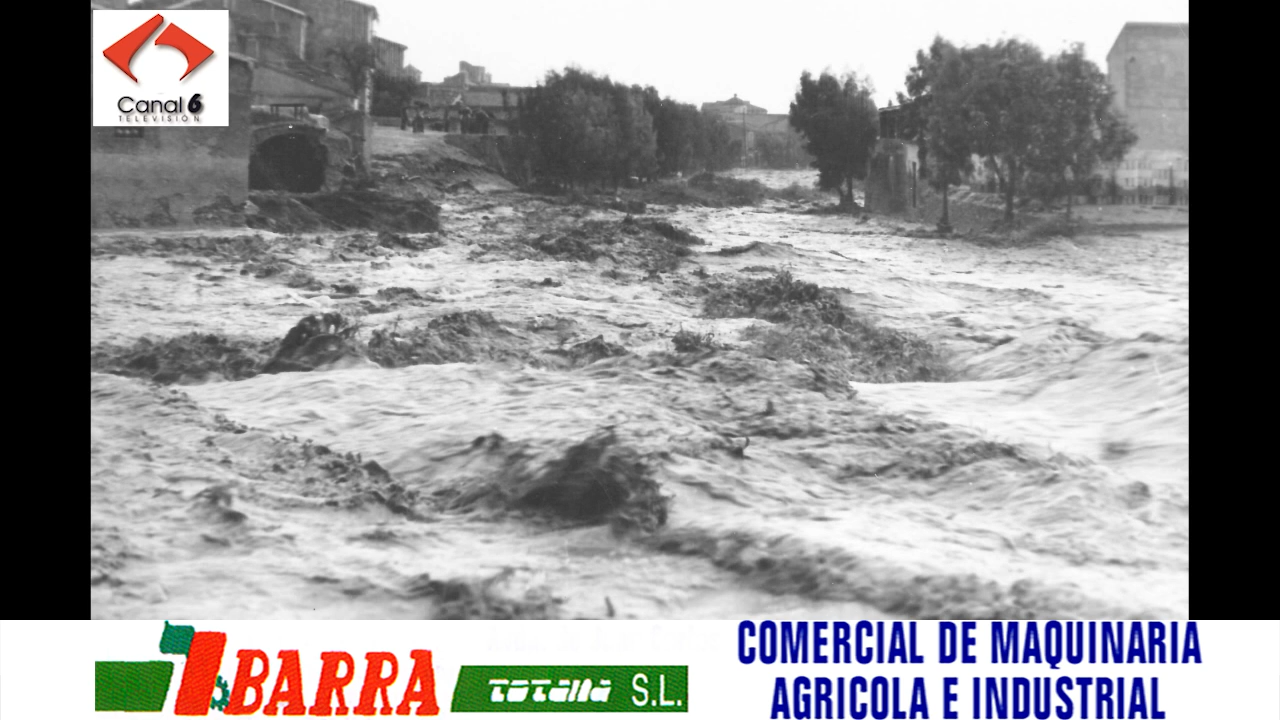 Canal 6
TELEVISIÓN
IBARRA totana S.L.
COMERCIAL DE MAQUINARIA
AGRICOLA E INDUSTRIAL